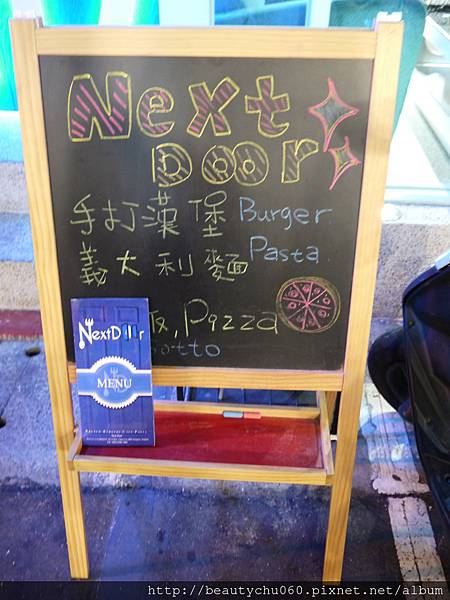 Next
Door
手打漢堡 Burger
義大利麵 Pasta
飯, Pizza
otto
NextDoor
MENU
http://beautychu060.pixnet.net/album